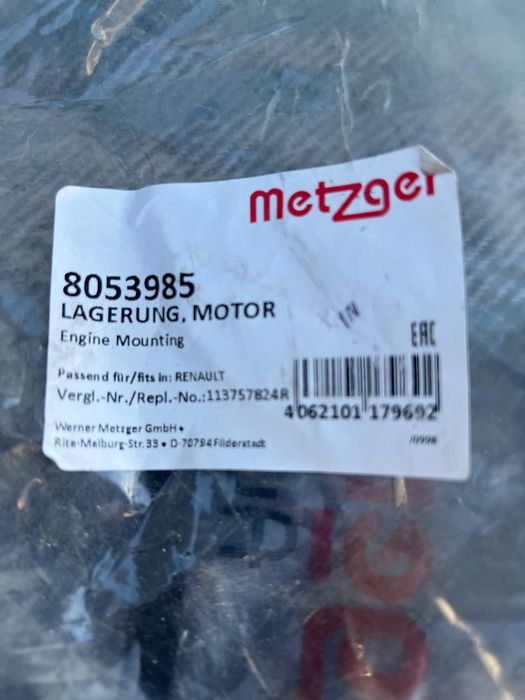 metzger
8053985
LAGERUNG, MOTOR
Engine Mounting
EAC
Passend für/fits in: RENAULT
Vergl.-Nr./Repl.-No.:113757824R
4 062101 179692
Werner Metzger GmbH•
Rita-Maiburg-Str. 33 • D-70794 Filderstadt
/0998